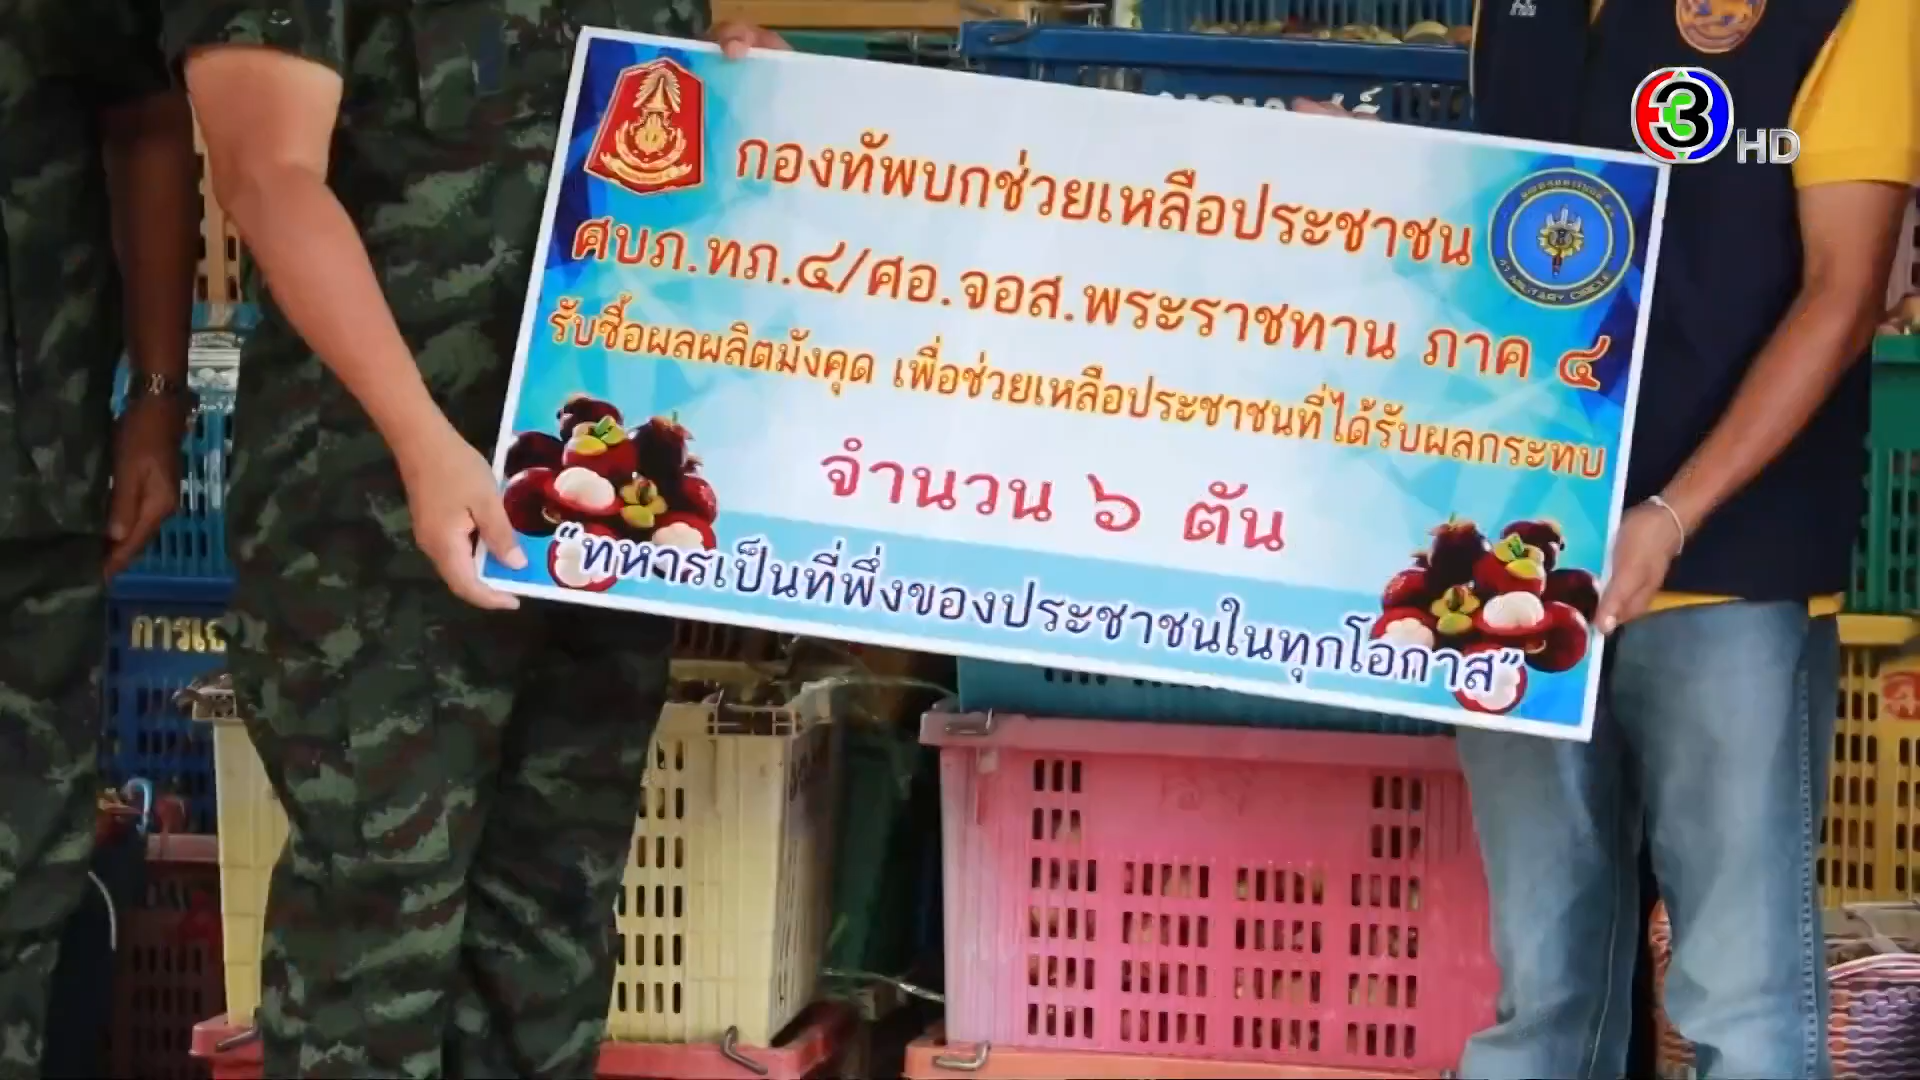 3 HD
กองทัพบกช่วยเหลือประชาชน
ศบภ.ทภ.๔/ศอ.จอส.พระราชทาน ภาค ๔
รับซื้อผลผลิตมังคุด เพื่อช่วยเหลือประชาชนที่ได้รับผลกระทบ
จำนวน ๖ ตัน
“ทหารเป็นที่พึ่งของประชาชนในทุกโอกาส”
MILITARY CIRCLE